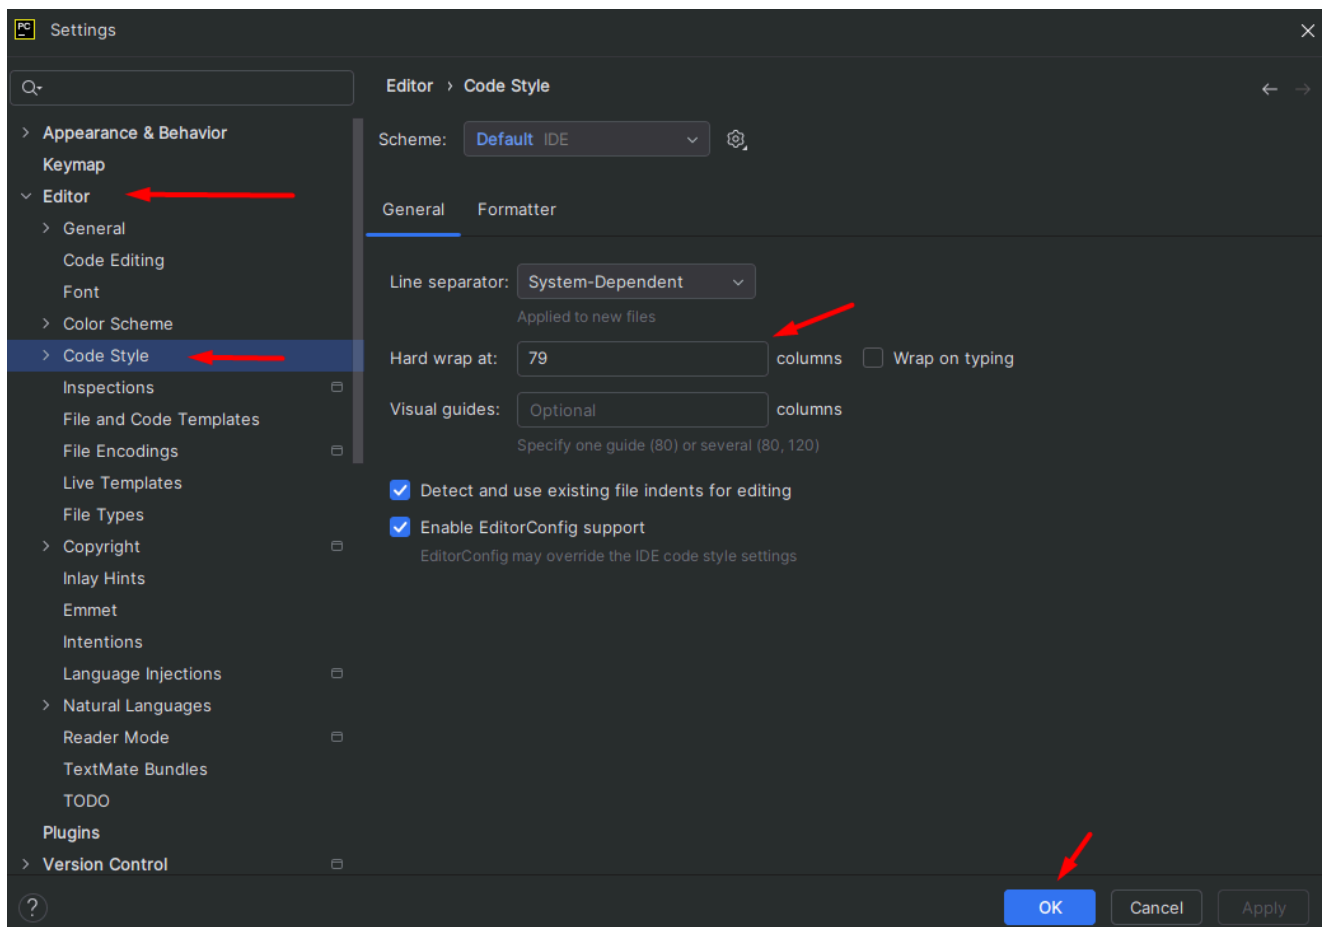 PC Settings
Appearance & Behavior
Keymap
Editor
General
Code Editing
Font
Color Scheme
Code Style
Inspections
File and Code Templates
File Encodings
Live Templates
File Types
Copyright
Inlay Hints
Emmet
Intentions
Language Injections
Natural Languages
Reader Mode
TextMate Bundles
TODO
Plugins
Version Control
?
Editor › Code Style
Scheme: Default IDE
General Formatter
Line separator: System-Dependent
Applied to new files
Hard wrap at: 79 columns Wrap on typing
Visual guides: Optional columns
Specify one guide (80) or several (80, 120)
Detect and use existing file indents for editing
Enable EditorConfig support
EditorConfig may override the IDE code style settings
OK Cancel Apply